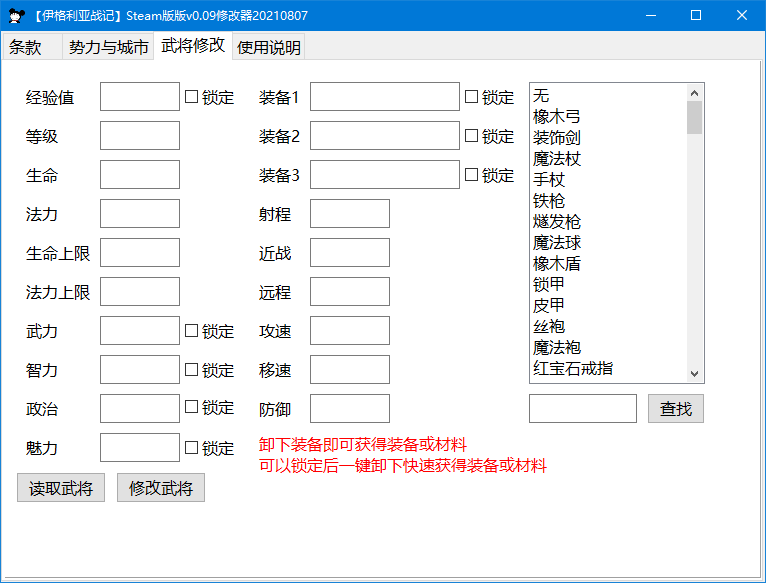 【伊格利亚战记】Steam版版v0.09修改器20210807
条款 势力与城市 武将修改 使用说明
经验值 锁定 装备1 锁定
等级 装备2 锁定
生命 装备3 锁定
法力 射程
生命上限 近战
法力上限 远程
武力 锁定 攻速
智力 锁定 移速
政治 锁定 防御
魅力 锁定
卸下装备即可获得装备或材料
可以锁定后一键卸下快速获得装备或材料
读取武将 修改武将
无
橡木弓
装饰剑
魔法杖
手杖
铁枪
燧发枪
魔法球
橡木盾
锁甲
皮甲
丝袍
魔法袍
红宝石戒指
查找